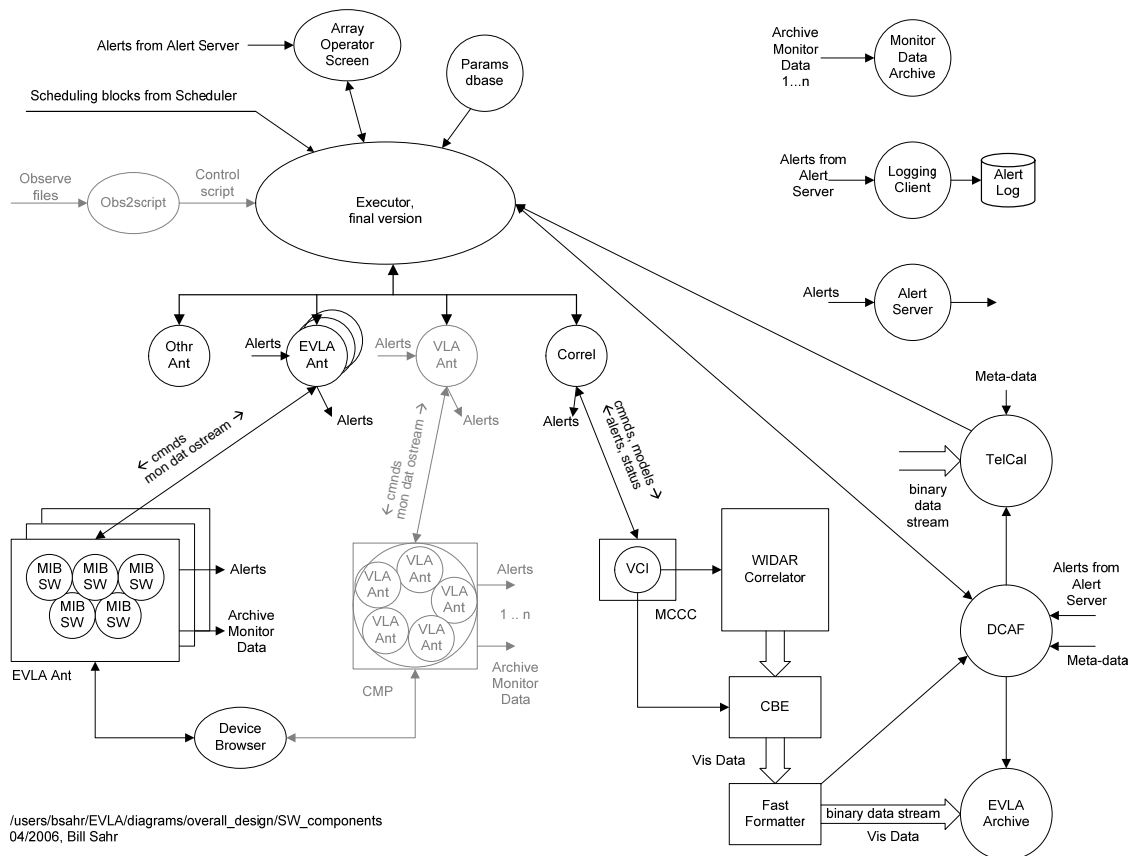 Alerts from Alert Server
Array
Operator
Screen
Params
dbase
Archive
Monitor
Data
1...n
Monitor
Data
Archive
Scheduling blocks from Scheduler
Observe
files
Obs2script
Control
script
Executor,
final version
Alerts from
Alert
Server
Logging
Client
Alert
Log
Alerts
Alert
Server
Othr
Ant
Alerts
EVLA
Ant
Alerts
Alerts
VLA
Ant
Alerts
Correl
Alerts
← cmnds
mon dat ostream →
← cmnds
mon dat ostream →
cmnds, models →
← alerts, status
Meta-data
TelCal
binary
data
stream
MIB
SW
MIB
SW
MIB
SW
MIB
SW
MIB
SW
Alerts
Archive
Monitor
Data
EVLA Ant
VLA
Ant
VLA
Ant
VLA
Ant
VLA
Ant
VLA
Ant
Alerts
1 .. n
Archive
Monitor
Data
CMP
VCI
MCCC
WIDAR
Correlator
Alerts from
Alert
Server
DCAF
Meta-data
Device
Browser
CBE
Vis Data
Fast
Formatter
binary data stream
Vis Data
EVLA
Archive
/users/bsahr/EVLA/diagrams/overall_design/SW_components
04/2006, Bill Sahr